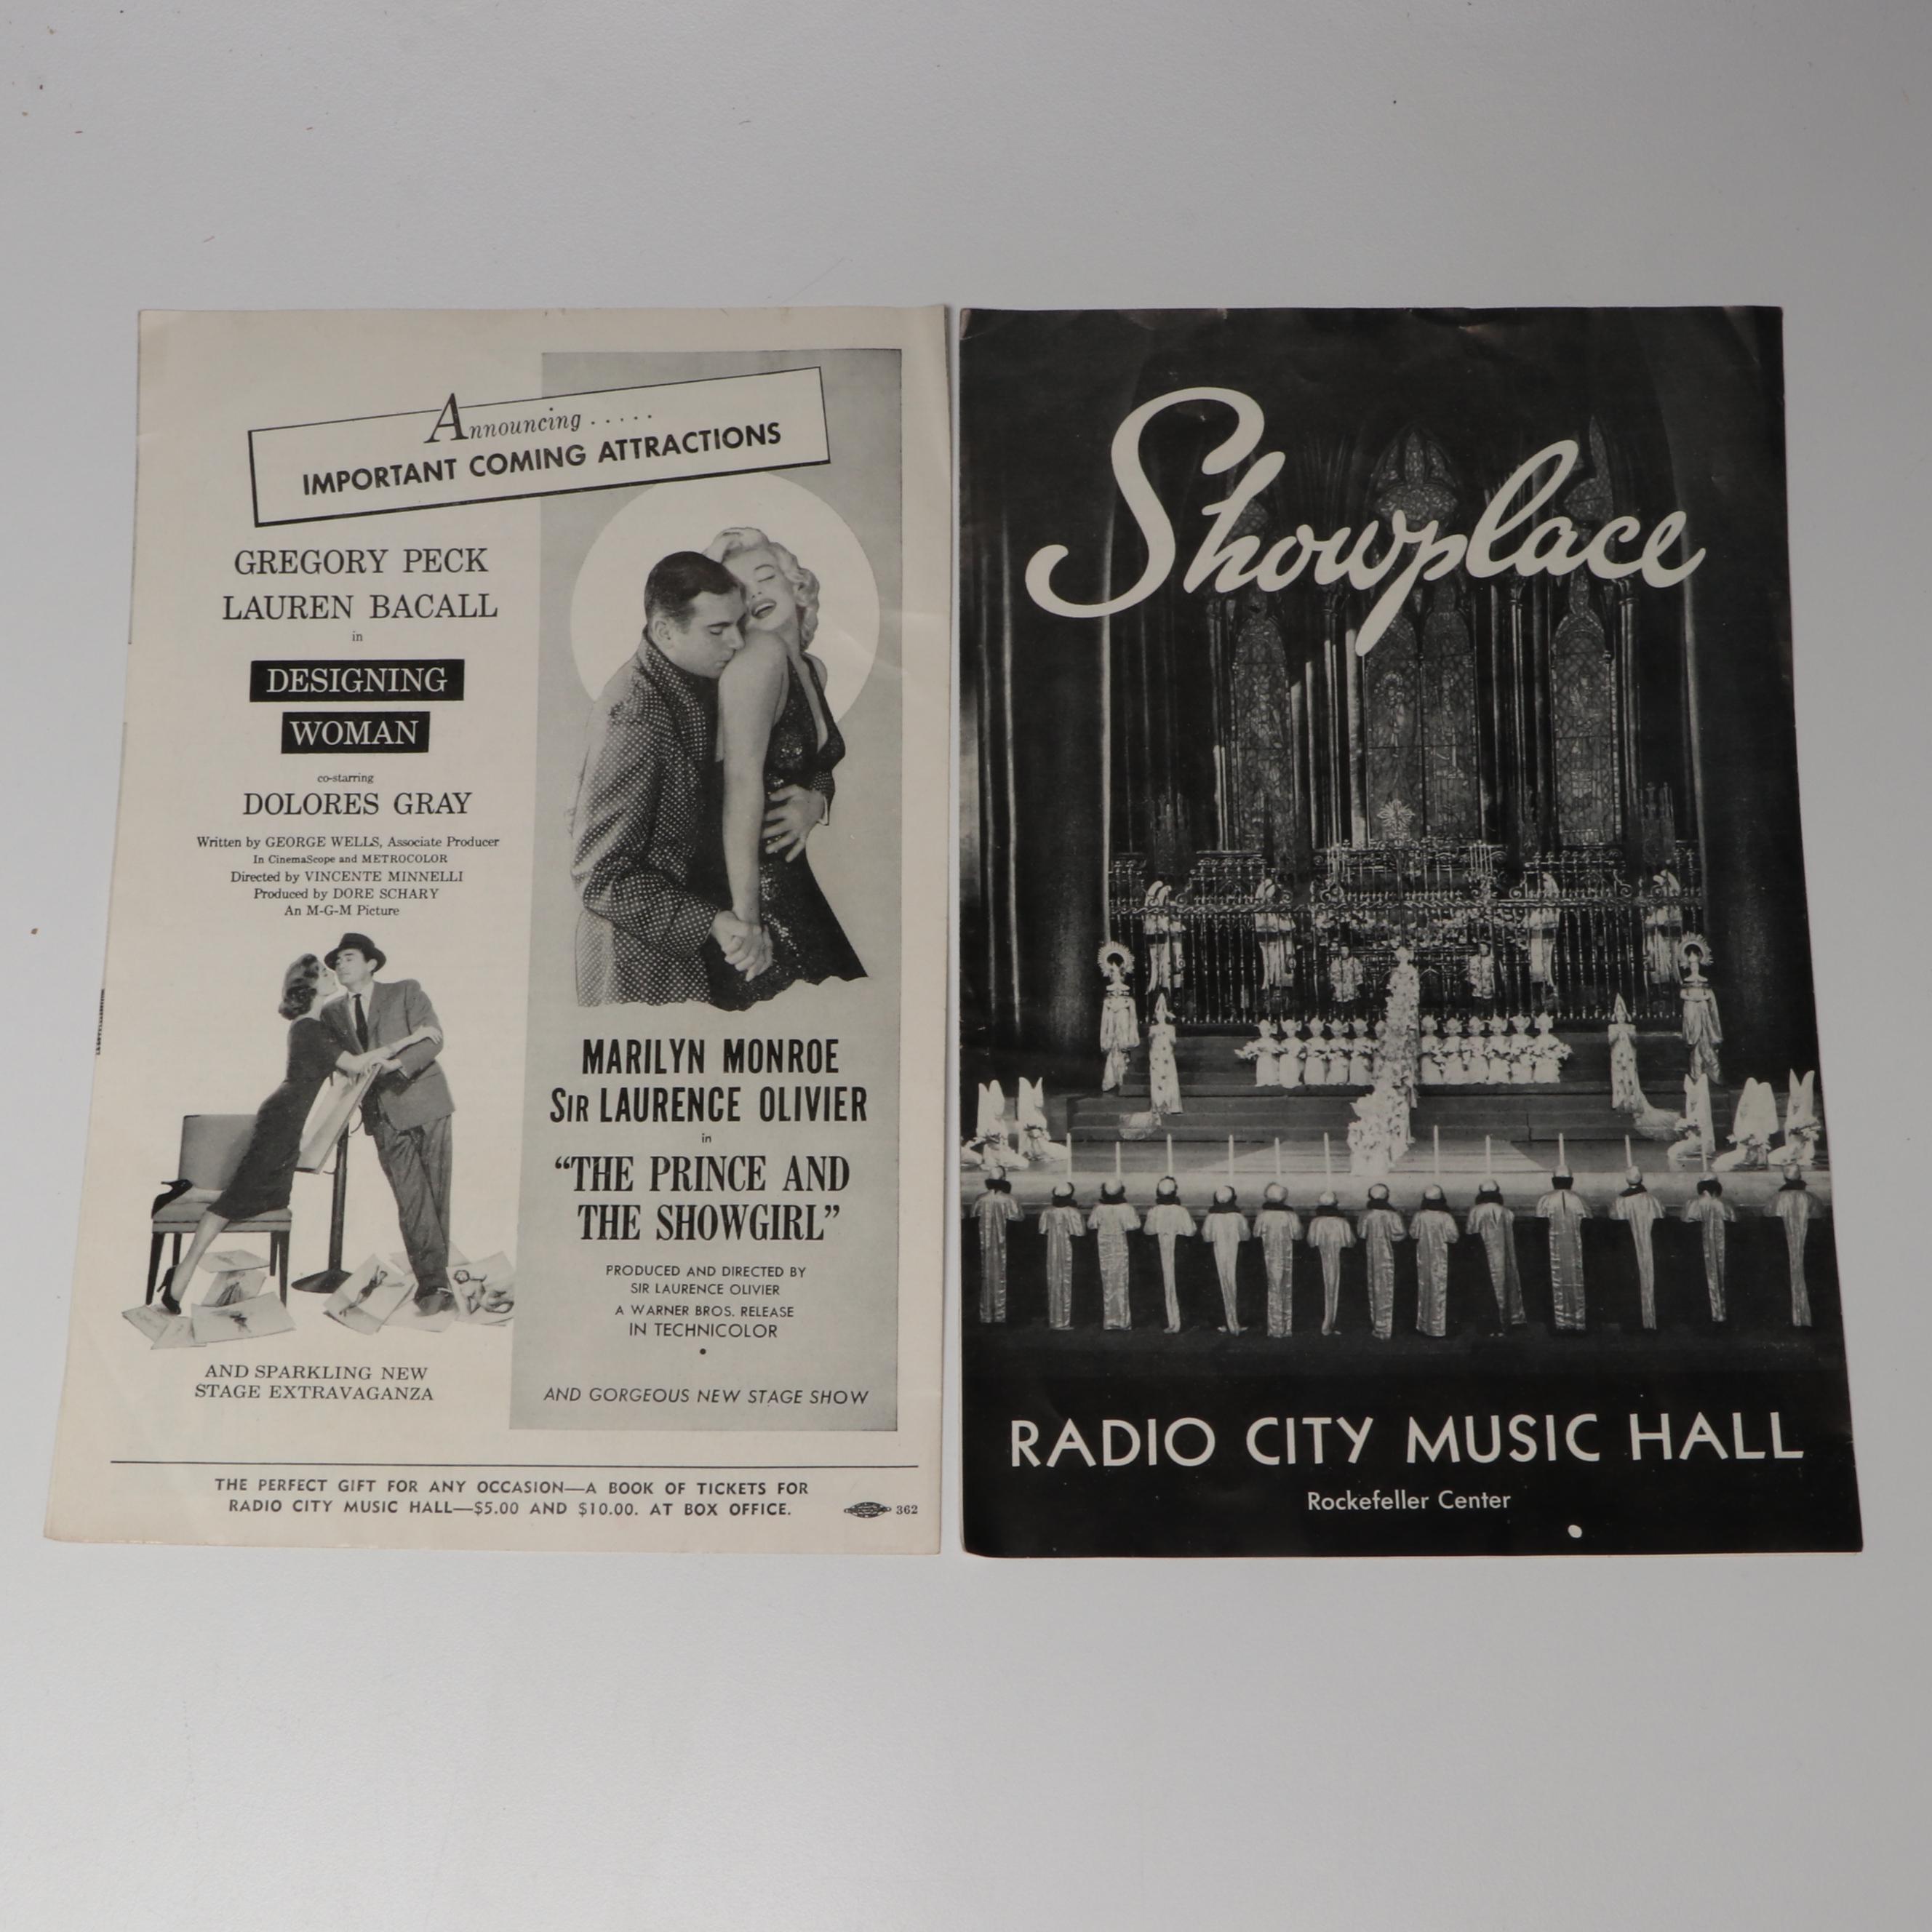 Announcing . . . . .
IMPORTANT COMING ATTRACTIONS
GREGORY PECK
LAUREN BACALL
in
DESIGNING
WOMAN
co-starring
DOLORES GRAY
Written by GEORGE WELLS, Associate Producer
In CinemaScope and METROCOLOR
Directed by VINCENTE MINNELLI
Produced by DORE SCHARY
An M-G-M Picture
AND SPARKLING NEW
STAGE EXTRAVAGANZA
MARILYN MONROE
SIR LAURENCE OLIVIER
in
“THE PRINCE AND
THE SHOWGIRL”
PRODUCED AND DIRECTED BY
SIR LAURENCE OLIVIER
A WARNER BROS. RELEASE
IN TECHNICOLOR
AND GORGEOUS NEW STAGE SHOW
THE PERFECT GIFT FOR ANY OCCASION—A BOOK OF TICKETS FOR
RADIO CITY MUSIC HALL—$5.00 AND $10.00. AT BOX OFFICE.
362
Showplace
RADIO CITY MUSIC HALL
Rockefeller Center